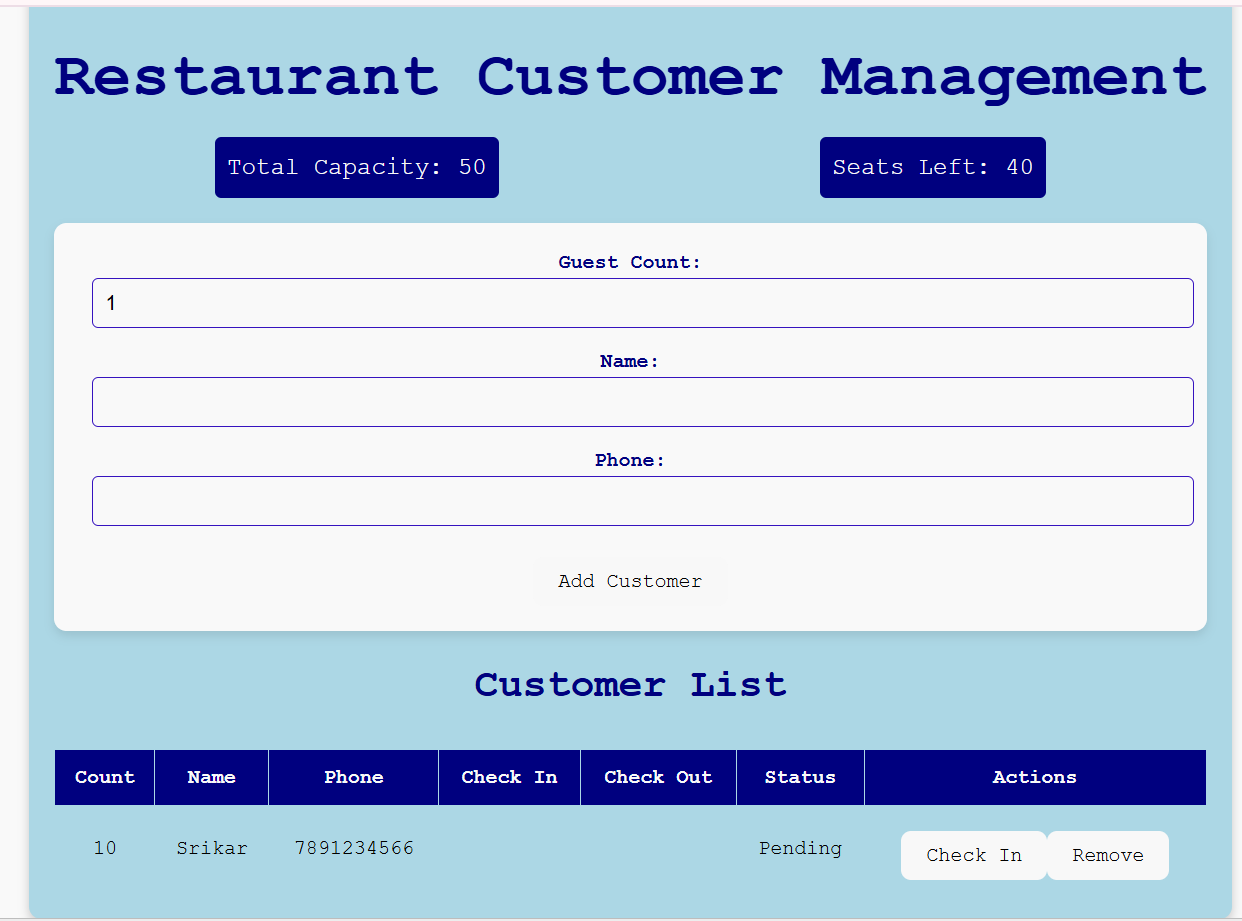 Restaurant Customer Management
Total Capacity: 50 Seats Left: 40
Guest Count:
1
Name:
Phone:
Add Customer
Customer List
Count Name Phone Check In Check Out Status Actions
10 Srikar 7891234566 Pending Check In Remove